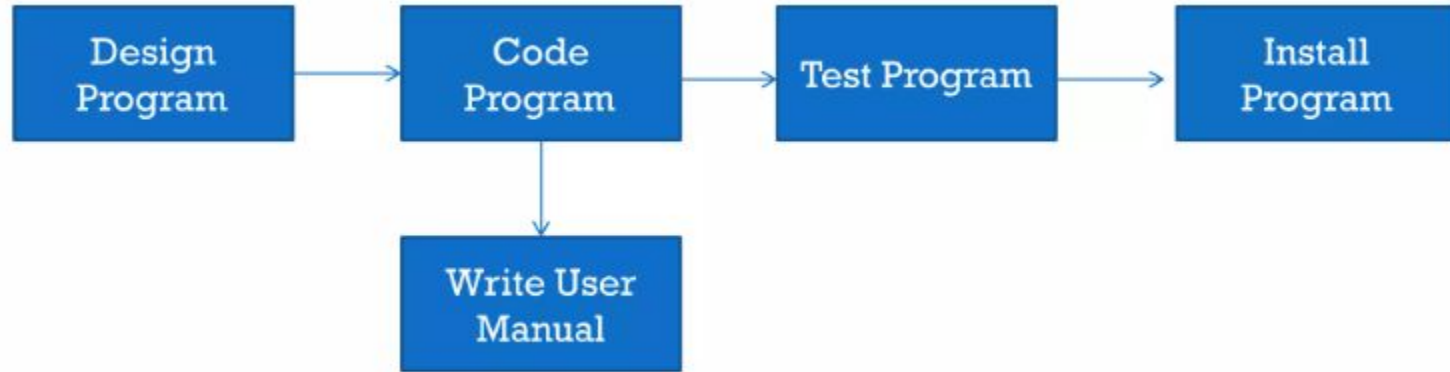 Design
Program
Code
Program
Test Program
Install
Program
Write User
Manual